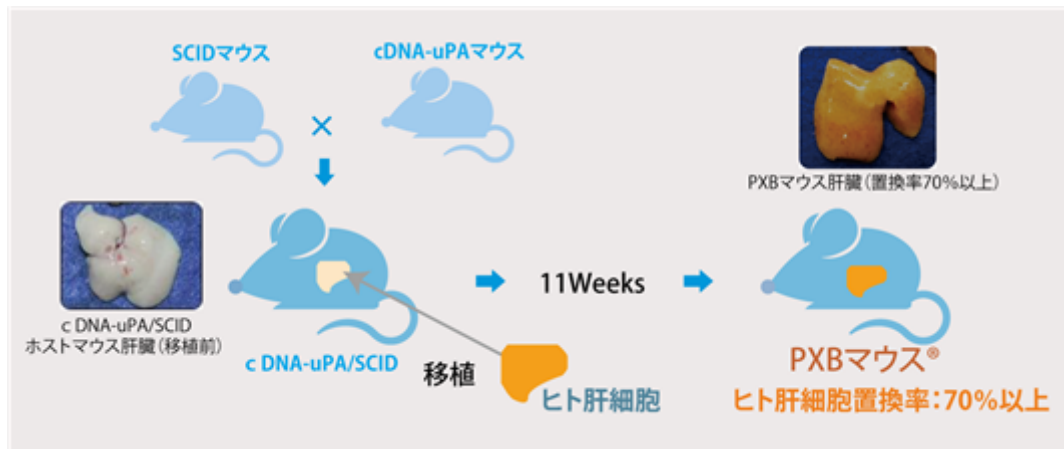 SCIDマウス
cDNA-uPAマウス
×
PXBマウス肝臓(置換率70%以上)
c DNA-uPA/SCID
ホストマウス肝臓(移植前)
c DNA-uPA/SCID
移植
ヒト肝細胞
11Weeks
PXBマウス®
ヒト肝細胞置換率:70%以上